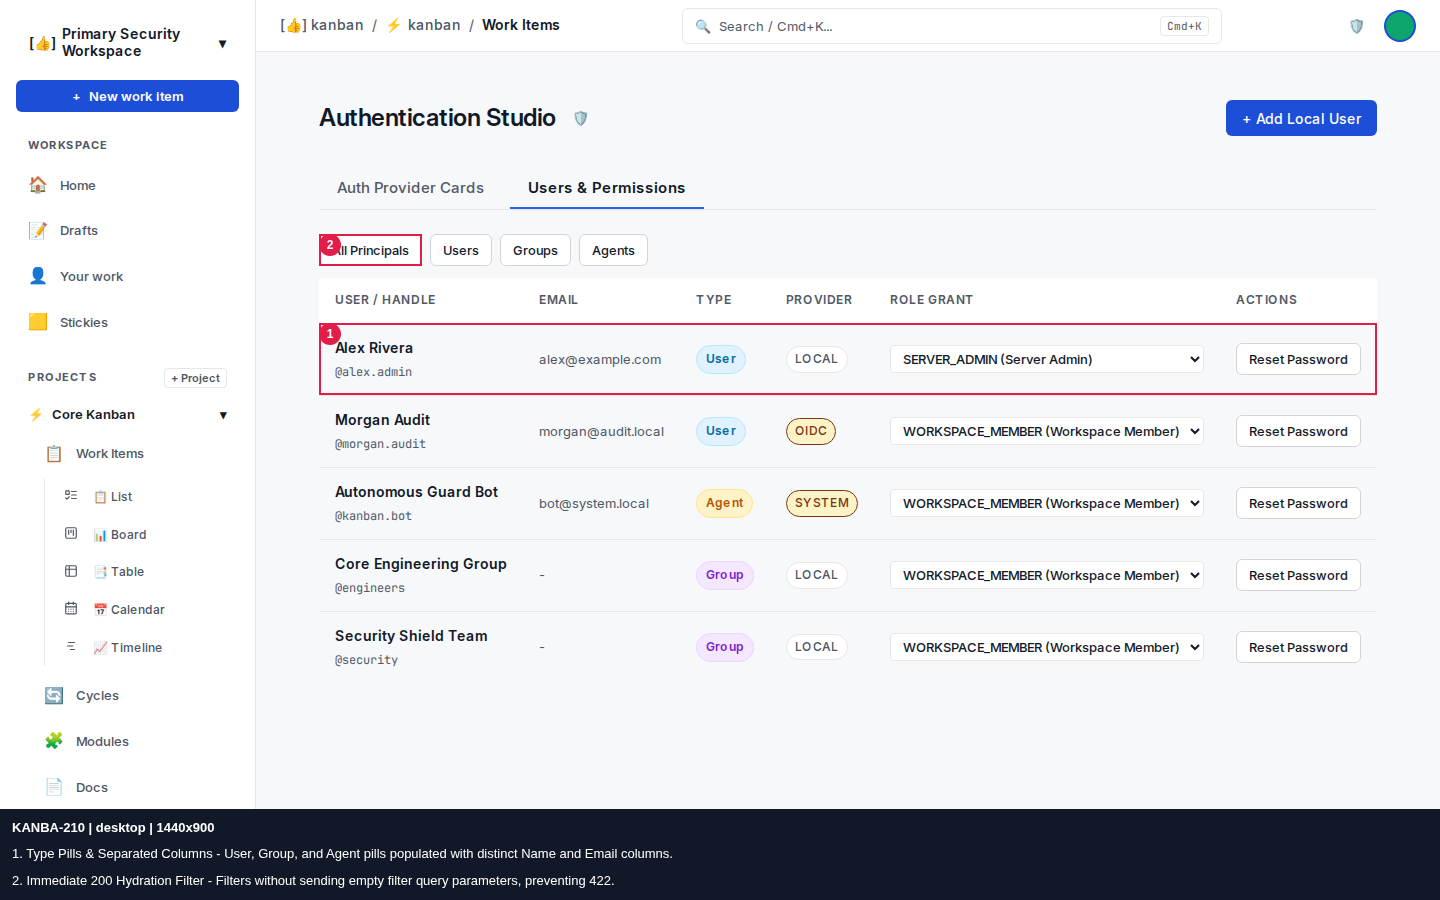 [👍] Primary Security Workspace ▼
+ New work item
WORKSPACE
🏠 Home
📝 Drafts
👤 Your work
🟨 Stickies
PROJECTS + Project
⚡ Core Kanban ▼
📋 Work Items
📋 List
📊 Board
📑 Table
📅 Calendar
📈 Timeline
🔄 Cycles
🧩 Modules
📄 Docs
[👍] kanban / ⚡ kanban / Work Items
🔍 Search / Cmd+K... Cmd+K
Authentication Studio 🛡️
+ Add Local User
Auth Provider Cards Users & Permissions
2 Principals Users Groups Agents
USER / HANDLE EMAIL TYPE PROVIDER ROLE GRANT ACTIONS
1
Alex Rivera
@alex.admin
alex@example.com User LOCAL SERVER_ADMIN (Server Admin) Reset Password
Morgan Audit
@morgan.audit
morgan@audit.local User OIDC WORKSPACE_MEMBER (Workspace Member) Reset Password
Autonomous Guard Bot
@kanban.bot
bot@system.local Agent SYSTEM WORKSPACE_MEMBER (Workspace Member) Reset Password
Core Engineering Group
@engineers
- Group LOCAL WORKSPACE_MEMBER (Workspace Member) Reset Password
Security Shield Team
@security
- Group LOCAL WORKSPACE_MEMBER (Workspace Member) Reset Password
KANBA-210 | desktop | 1440x900
1. Type Pills & Separated Columns - User, Group, and Agent pills populated with distinct Name and Email columns.
2. Immediate 200 Hydration Filter - Filters without sending empty filter query parameters, preventing 422.